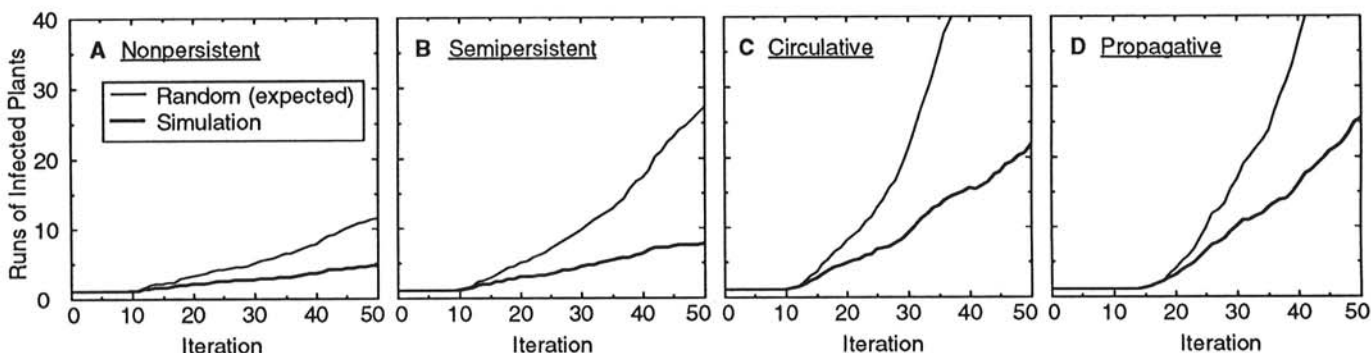 A Nonpersistent
B Semipersistent
C Circulative
D Propagative
Random (expected)
Simulation
Runs of Infected Plants
40
30
20
10
0
0 10 20 30 40 50
0 10 20 30 40 50
0 10 20 30 40 50
0 10 20 30 40 50
Iteration
Iteration
Iteration
Iteration